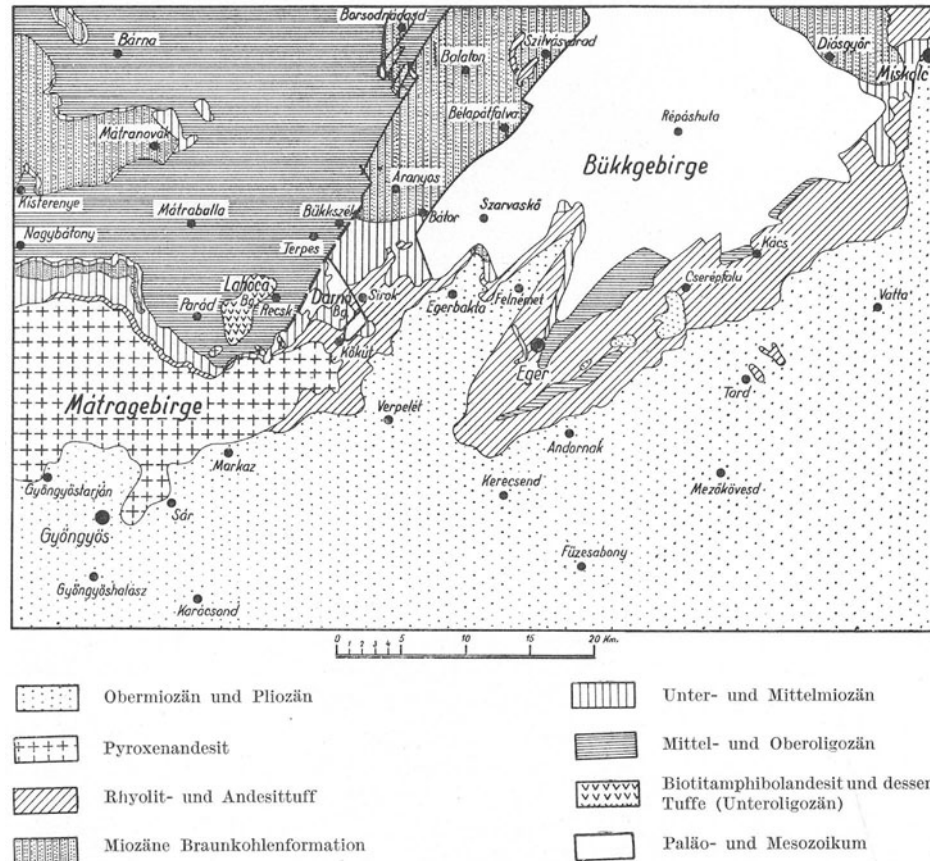 Borsodnádasd
Bárna
Balaton
Szilvásvárad
Diósgyőr
Miskolc
Mátranovák
Bélapátfalva
Répáshuta
Bükkgebirge
Kisterenye
Aranyos
Mátraballa
Bükkszék
Bátor
Szarvaskő
Nagybátony
Terpes
Kács
Lahóca
Bg.
Darnó
Bg.
Cserépfalu
Parád
Recsk
Sirok
Egerbakta
Felnémet
Vatta
Kőkút
Eger
Mátragebirge
Tard
Verpelét
Andornak
Markaz
Gyöngyöstarján
Kerecsend
Mezőkövesd
Sár
Gyöngyös
Füzesabony
Gyöngyöshalász
Karácsond
0 1 2 3 4 5 10 15 20 Km.
Obermiozän und Pliozän
Unter- und Mittelmiozän
Pyroxenandesit
Mittel- und Oberoligozän
Rhyolit- und Andesittuff
Biotitamphibolandesit und dessen
Tuffe (Unteroligozän)
Miozäne Braunkohlenformation
Paläo- und Mesozoikum